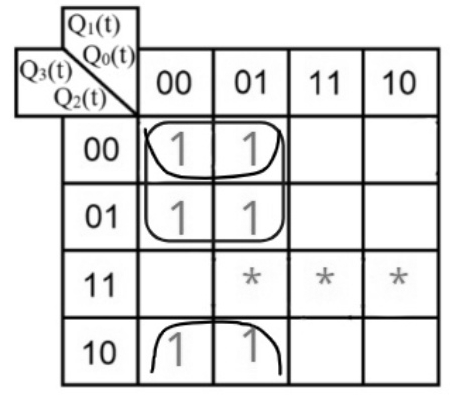 Q₁(t)
Q₀(t)
Q₃(t)
Q₂(t)
00 01 11 10
00 1 1
01 1 1
11 * * *
10 1 1